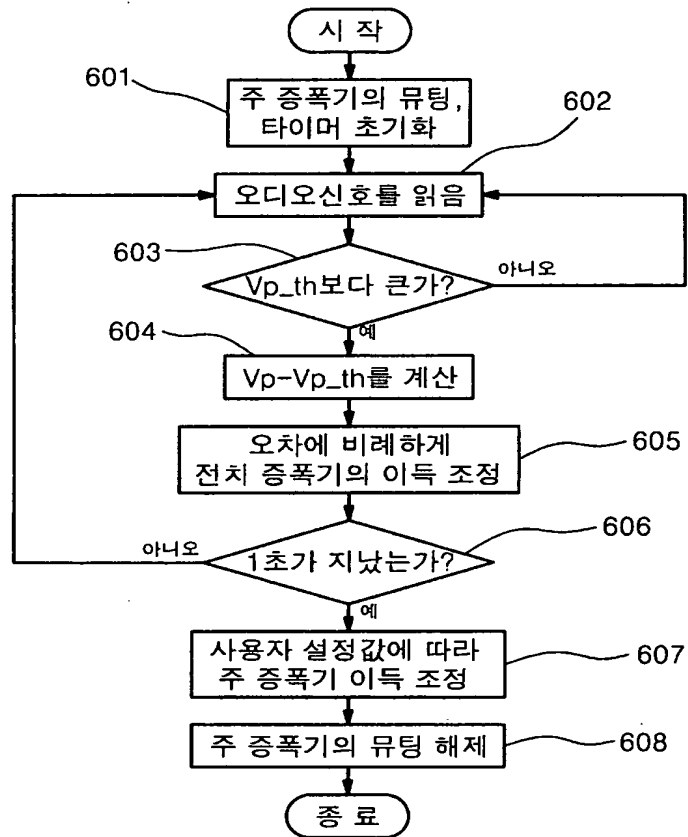 시 작
601
주 증폭기의 뮤팅,
타이머 초기화
602
오디오신호를 읽음
603
Vp_th보다 큰가?
아니오
예
604
Vp-Vp_th를 계산
오차에 비례하게
전치 증폭기의 이득 조정
605
606
아니오
1초가 지났는가?
예
사용자 설정값에 따라
주 증폭기 이득 조정
607
주 증폭기의 뮤팅 해제
608
종 료